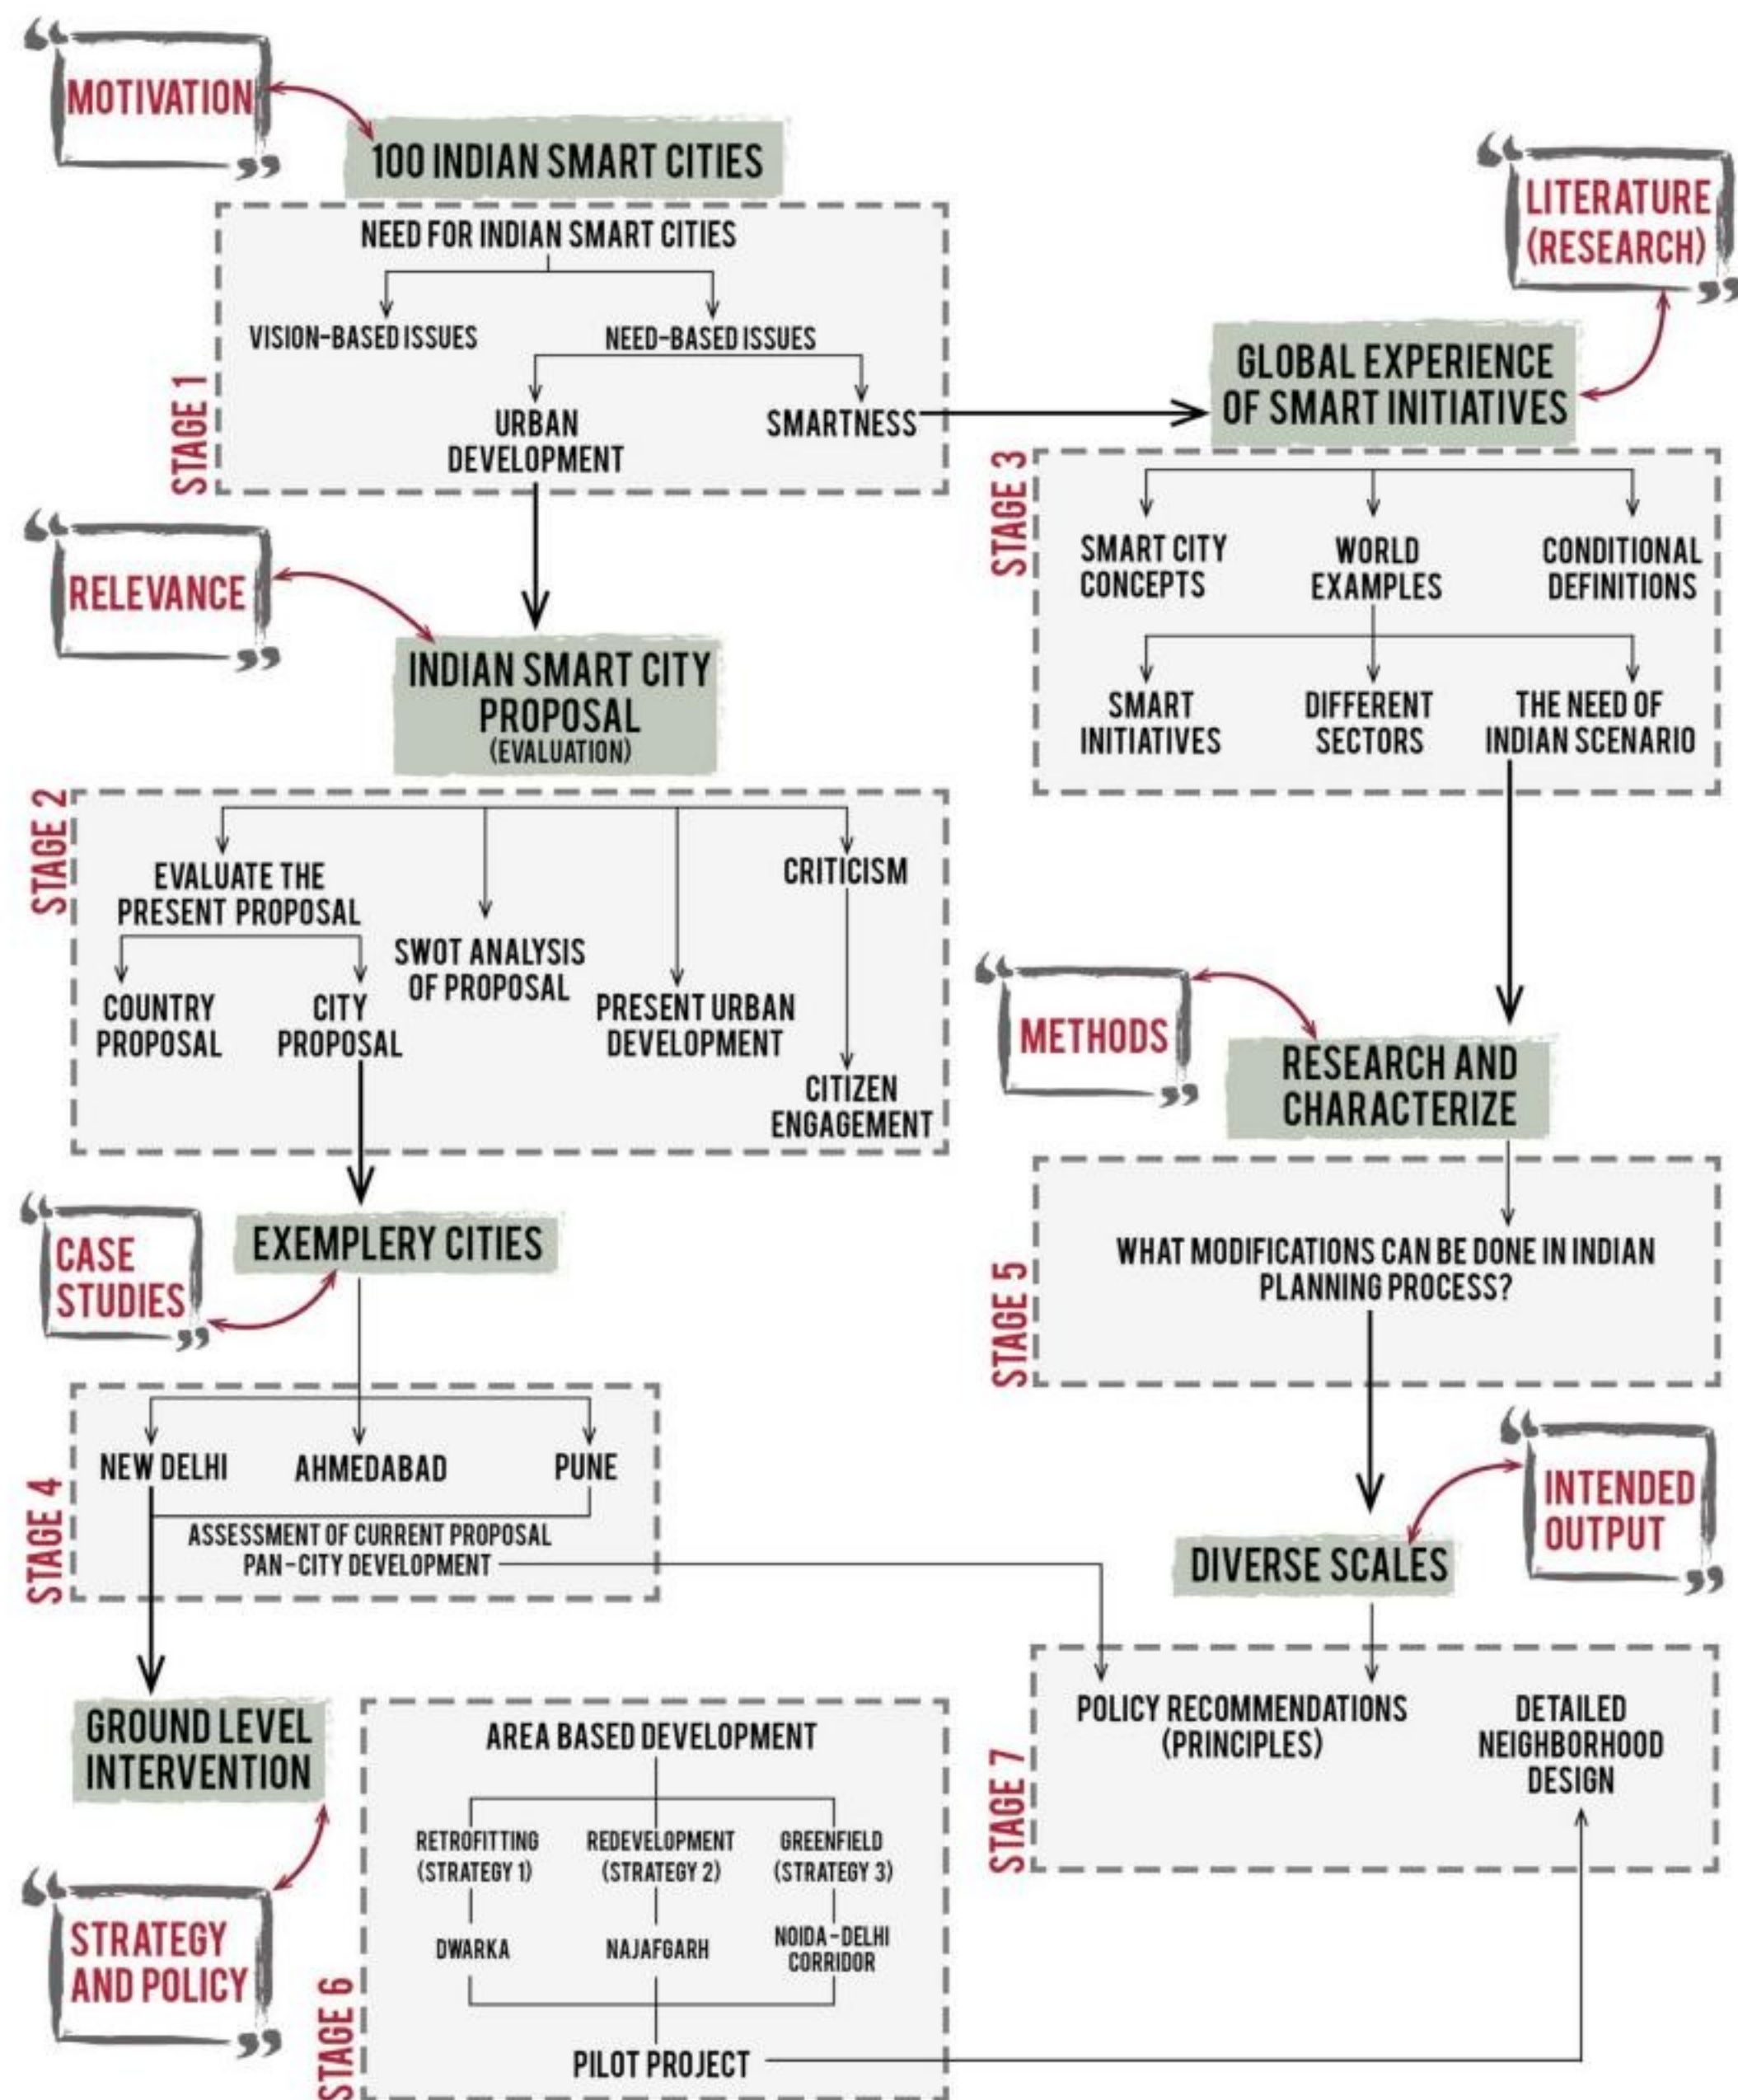 MOTIVATION
100 INDIAN SMART CITIES
STAGE 1
NEED FOR INDIAN SMART CITIES
VISION-BASED ISSUES
NEED-BASED ISSUES
URBAN
DEVELOPMENT
SMARTNESS
LITERATURE
(RESEARCH)
GLOBAL EXPERIENCE
OF SMART INITIATIVES
STAGE 3
SMART CITY
CONCEPTS
WORLD
EXAMPLES
CONDITIONAL
DEFINITIONS
SMART
INITIATIVES
DIFFERENT
SECTORS
THE NEED OF
INDIAN SCENARIO
RELEVANCE
INDIAN SMART CITY
PROPOSAL
(EVALUATION)
STAGE 2
EVALUATE THE
PRESENT PROPOSAL
COUNTRY
PROPOSAL
CITY
PROPOSAL
SWOT ANALYSIS
OF PROPOSAL
PRESENT URBAN
DEVELOPMENT
CRITICISM
CITIZEN
ENGAGEMENT
METHODS
RESEARCH AND
CHARACTERIZE
STAGE 5
WHAT MODIFICATIONS CAN BE DONE IN INDIAN
PLANNING PROCESS?
CASE
STUDIES
EXEMPLERY CITIES
STAGE 4
NEW DELHI
AHMEDABAD
PUNE
ASSESSMENT OF CURRENT PROPOSAL
PAN-CITY DEVELOPMENT
INTENDED
OUTPUT
DIVERSE SCALES
STAGE 7
POLICY RECOMMENDATIONS
(PRINCIPLES)
DETAILED
NEIGHBORHOOD
DESIGN
GROUND LEVEL
INTERVENTION
STRATEGY
AND POLICY
STAGE 6
AREA BASED DEVELOPMENT
RETROFITTING
(STRATEGY 1)
REDEVELOPMENT
(STRATEGY 2)
GREENFIELD
(STRATEGY 3)
DWARKA
NAJAFGARH
NOIDA-DELHI
CORRIDOR
PILOT PROJECT